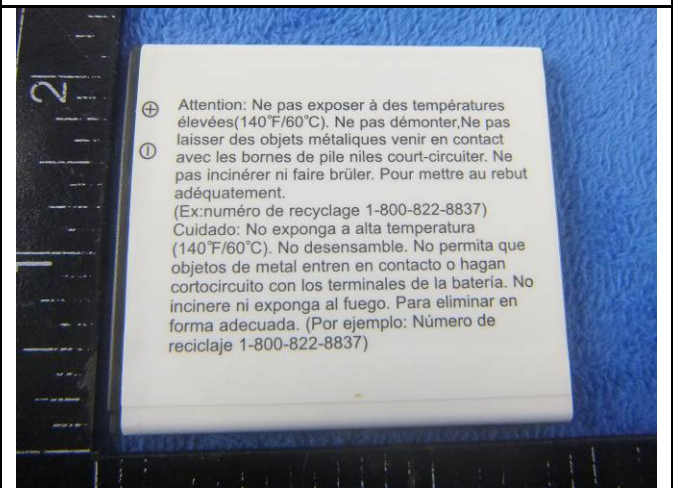 2
1
⊕
⊖
Attention: Ne pas exposer à des températures
élevées(140°F/60°C). Ne pas démonter,Ne pas
laisser des objets métaliques venir en contact
avec les bornes de pile niles court-circuiter. Ne
pas incinérer ni faire brüler. Pour mettre au rebut
adéquatement.
(Ex:numéro de recyclage 1-800-822-8837)
Cuidado: No exponga a alta temperatura
(140°F/60°C). No desensamble. No permita que
objetos de metal entren en contacto o hagan
cortocircuito con los terminales de la batería. No
incinere ni exponga al fuego. Para eliminar en
forma adecuada. (Por ejemplo: Número de
reciclaje 1-800-822-8837)